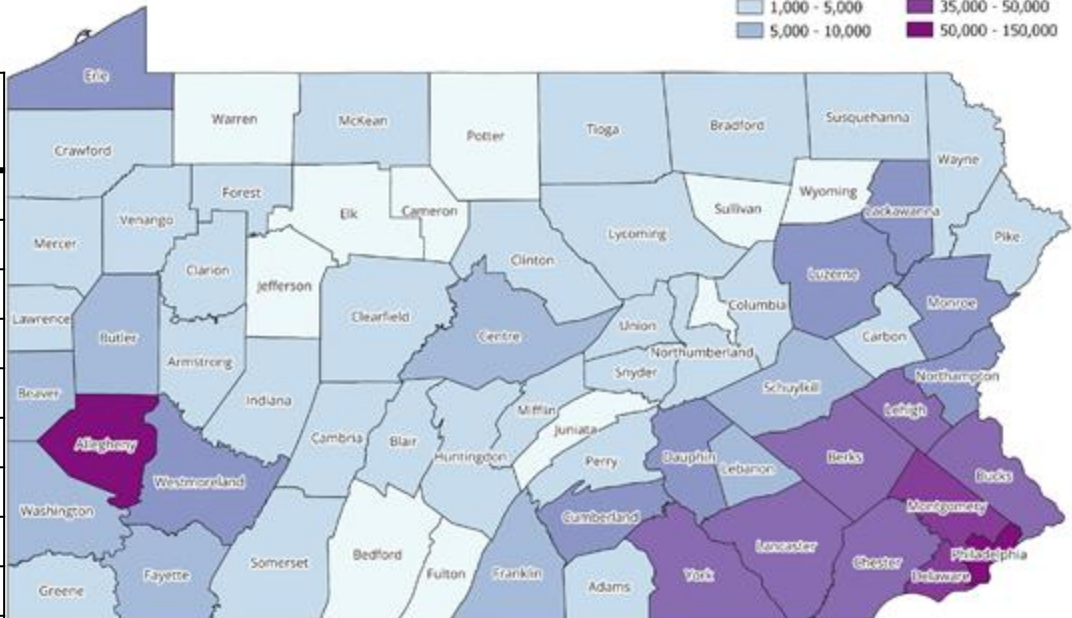 1,000 - 5,000
35,000 - 50,000
5,000 - 10,000
50,000 - 150,000
Erie
Warren
McKean
Potter
Tioga
Bradford
Susquehanna
Crawford
Wayne
Forest
Elk
Cameron
Sullivan
Wyoming
Lackawanna
Venango
Mercer
Lycoming
Pike
Clarion
Clinton
Jefferson
Luzerne
Monroe
Columbia
Lawrence
Clearfield
Butler
Centre
Union
Carbon
Northumberland
Armstrong
Snyder
Northampton
Beaver
Schuylkill
Indiana
Mifflin
Lehigh
Juniata
Allegheny
Cambria
Blair
Huntingdon
Perry
Dauphin
Lebanon
Berks
Westmoreland
Bucks
Washington
Cumberland
Montgomery
Lancaster
Philadelphia
Somerset
Bedford
Chester
Fayette
Fulton
Franklin
York
Delaware
Greene
Adams